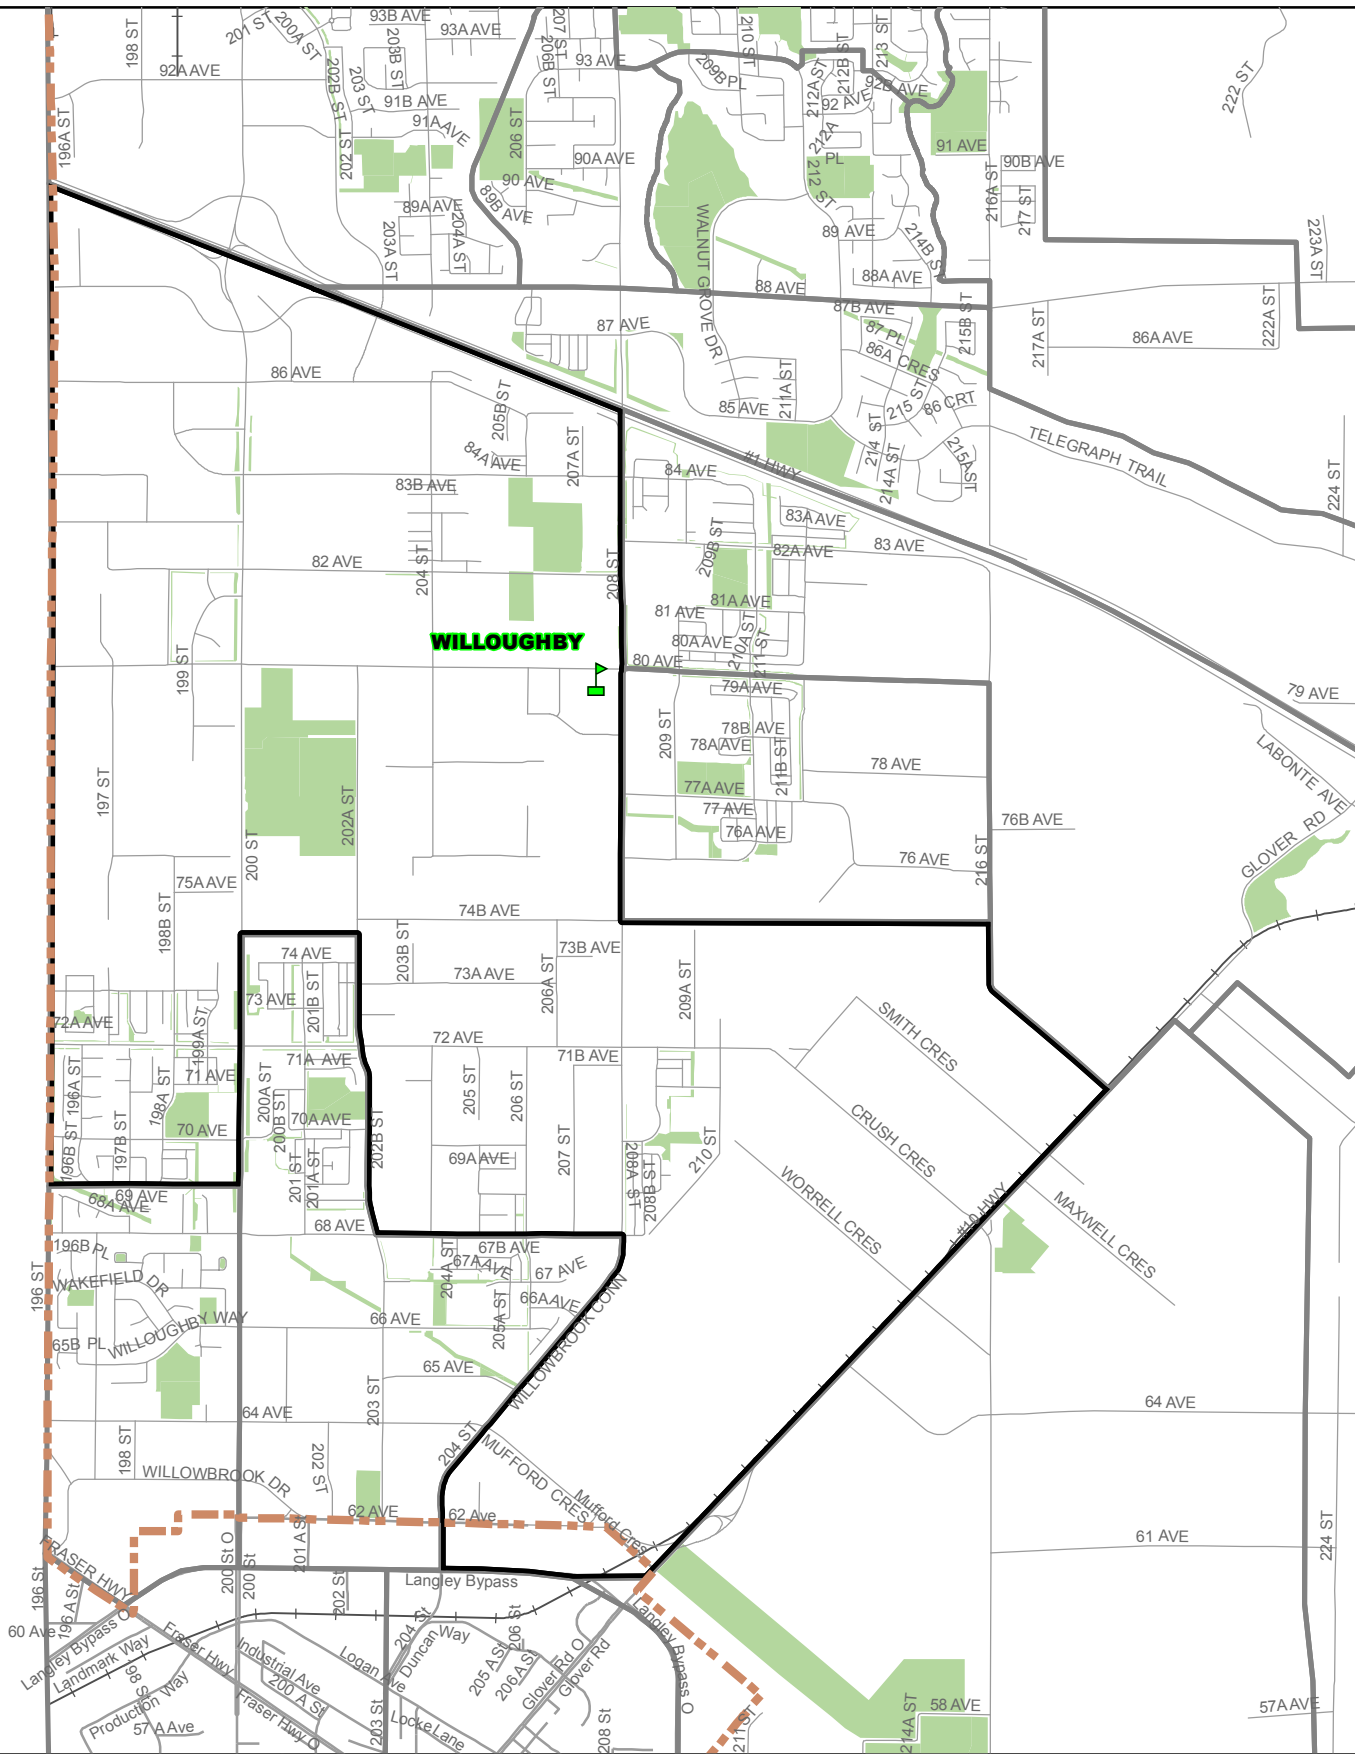 93B AVE
207 ST
210 ST
213 ST
198 ST
201 ST
200A ST
203B ST
93A AVE
206B ST
93 AVE
209B PL
212A ST
212B ST
222 ST
92A AVE
202B ST
203 ST
91B AVE
92 AVE
92B AVE
91A AVE
196A ST
202 ST
206 ST
90A AVE
212A PL
91 AVE
90B AVE
90 AVE
212 ST
216A ST
217 ST
89B AVE
89A AVE
204A ST
203A ST
WALNUT GROVE DR
89 AVE
214B ST
223A ST
88A AVE
88 AVE
87B AVE
87 AVE
87 PL
215B ST
217A ST
222A ST
86A AVE
86A CRES
86 AVE
205B ST
211A ST
85 AVE
215 ST
86 CRT
84A AVE
207A ST
214 ST
214A ST
215A ST
TELEGRAPH TRAIL
#1 HWY
84 AVE
224 ST
83B AVE
83A AVE
209B ST
82A AVE
83 AVE
82 AVE
204 ST
208 ST
81A AVE
81 AVE
WILLOUGHBY
80A AVE
210A ST
211 ST
80 AVE
199 ST
79A AVE
79 AVE
209 ST
78B AVE
78A AVE
211B ST
78 AVE
LABONTE AVE
197 ST
77A AVE
202A ST
77 AVE
76A AVE
76B AVE
GLOVER RD
200 ST
76 AVE
216 ST
75A AVE
74B AVE
198B ST
203B ST
73B AVE
74 AVE
73A AVE
206A ST
209A ST
73 AVE
201B ST
72A AVE
199A ST
SMITH CRES
72 AVE
71B AVE
71A AVE
196A ST
71 AVE
198A ST
200A ST
205 ST
206 ST
200B ST
70A AVE
CRUSH CRES
70 AVE
202B ST
197B ST
196B ST
69A AVE
207 ST
210 ST
208A ST
201 ST
201A ST
208B ST
WORRELL CRES
69 AVE
68A AVE
#10 HWY
MAXWELL CRES
68 AVE
196B PL
67B AVE
67A AVE
204A ST
67 AVE
WAKEFIELD DR
196 ST
66A AVE
WILLOWBROOK CONN
66 AVE
205A ST
65B PL
WILLOUGHBY WAY
65 AVE
203 ST
64 AVE
64 AVE
198 ST
204 ST
202 ST
MUFFORD CRES
WILLOWBROOK DR
62 AVE
62 Ave
Mufford Cres
201 A St
200 St O
200 St
61 AVE
224 ST
FRASER HWY
196 St
196 A St
202 St
Langley Bypass
60 Ave
Langley Bypass O
Landmark Way
Fraser Hwy
204 St
Duncan Way
206 St
Langley Bypass O
Industrial Ave
Logan Ave
205 A St
206 A St
Glover Rd O
Glover Rd
200 A St
Production Way
57 A Ave
Fraser Hwy O
203 St
Locke Lane
208 St
211 ST
214A ST
58 AVE
57A AVE